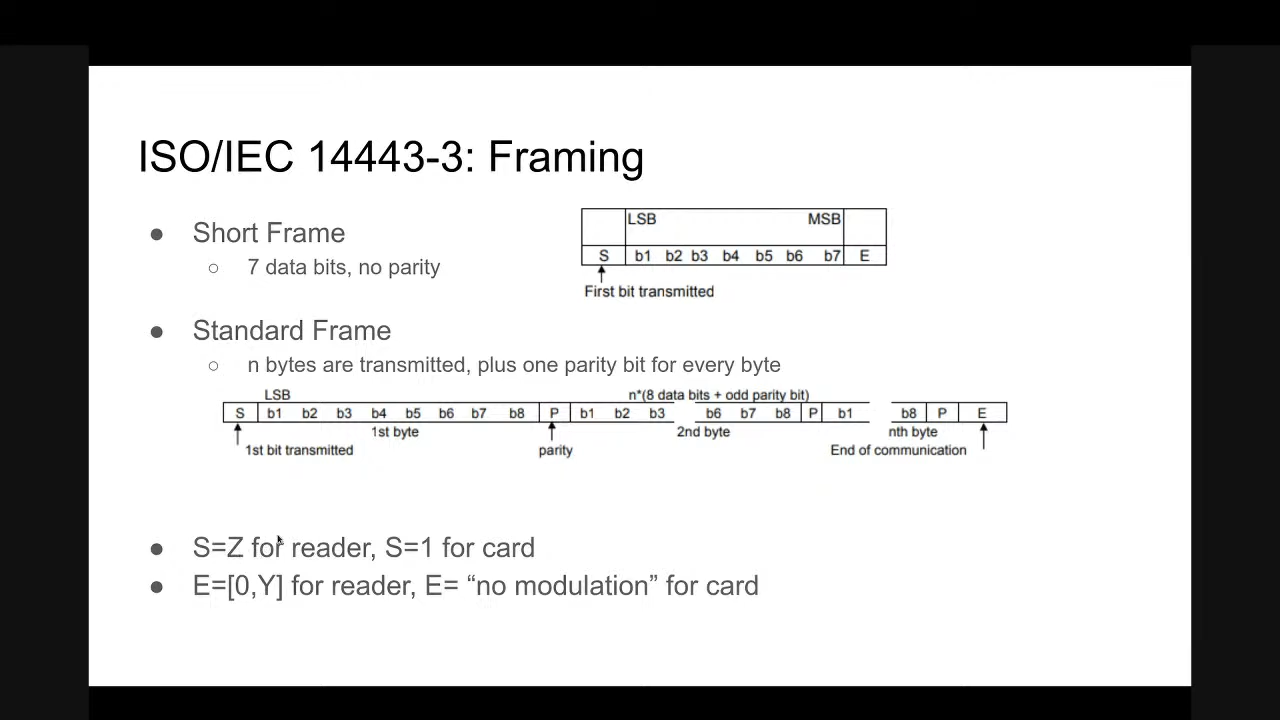 ISO/IEC 14443-3: Framing
● Short Frame
○ 7 data bits, no parity
LSB MSB
S b1 b2 b3 b4 b5 b6 b7 E
First bit transmitted
● Standard Frame
○ n bytes are transmitted, plus one parity bit for every byte
LSB n*(8 data bits + odd parity bit)
S b1 b2 b3 b4 b5 b6 b7 b8 P b1 b2 b3 b6 b7 b8 P b1 b8 P E
1st byte 2nd byte nth byte
1st bit transmitted parity End of communication
● S=Z for reader, S=1 for card
● E=[0,Y] for reader, E= “no modulation” for card